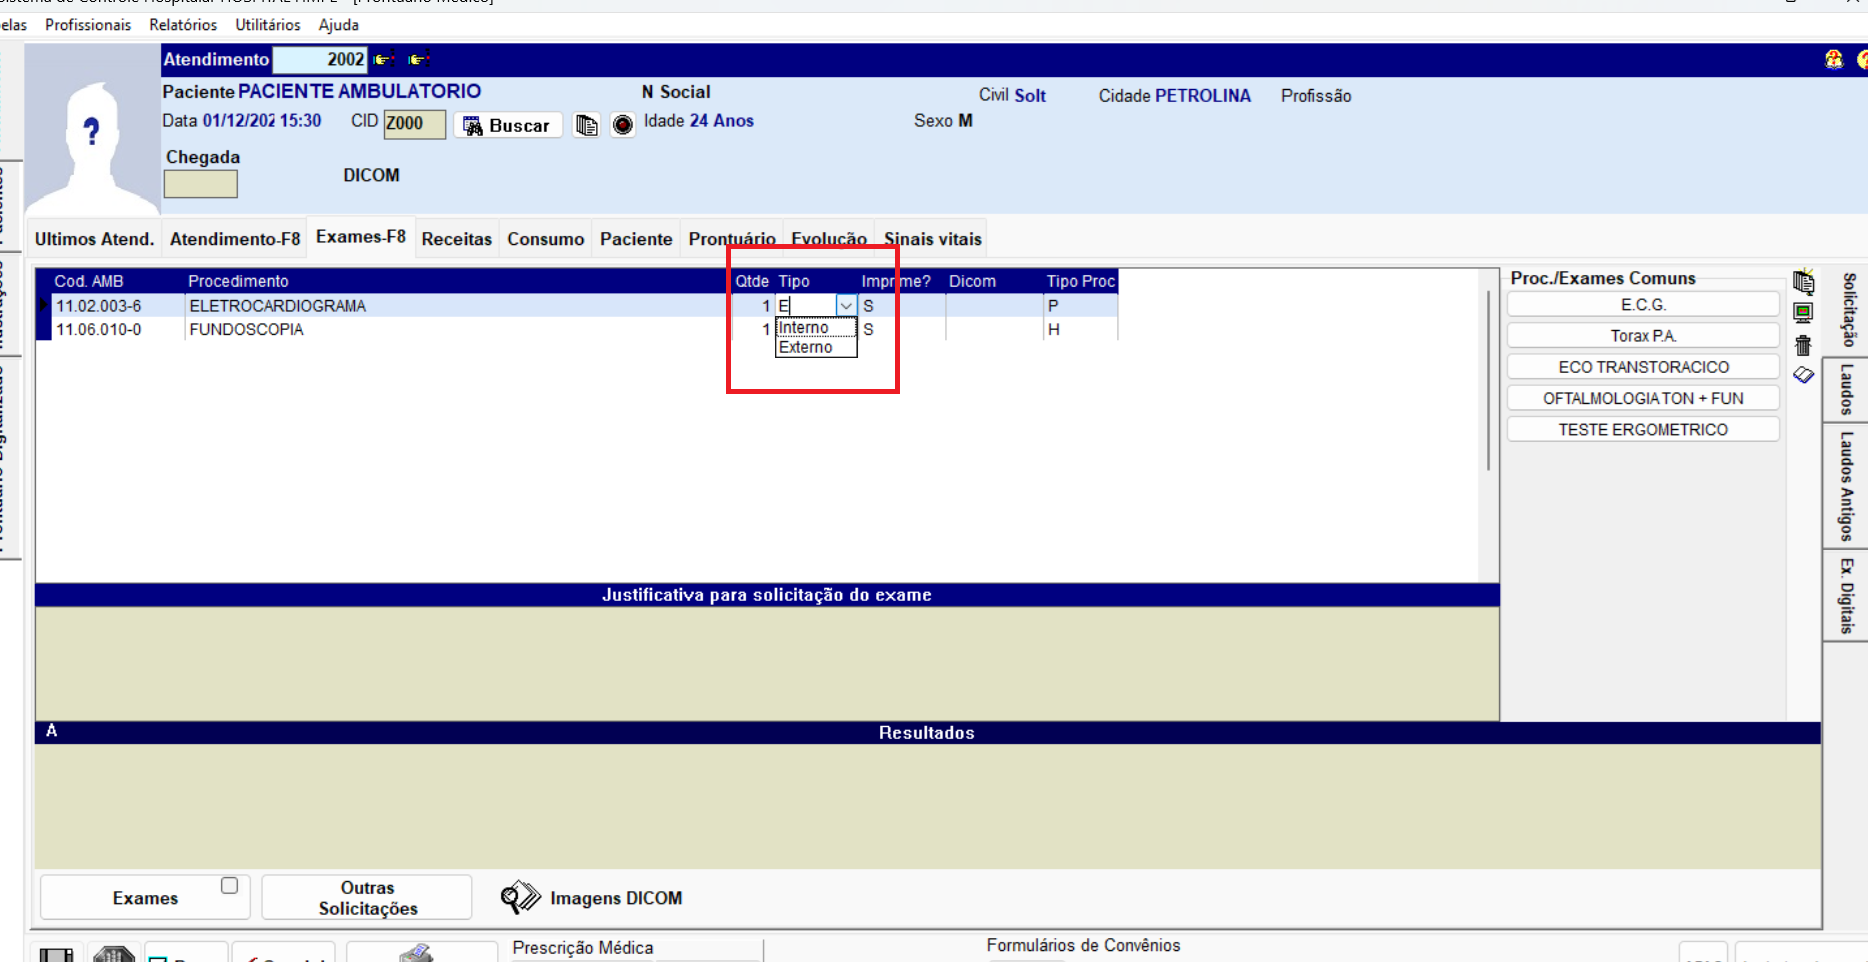 elas Profissionais Relatórios Utilitários Ajuda
Atendimento 2002
Paciente PACIENTE AMBULATORIO N Social Civil Solt Cidade PETROLINA Profissão
Data 01/12/202 15:30 CID Z000 Buscar Idade 24 Anos Sexo M
Chegada
DICOM
Ultimos Atend. Atendimento-F8 Exames-F8 Receitas Consumo Paciente Prontuário Evolução Sinais vitais
Cod. AMB Procedimento Qtde Tipo Imprime? Dicom Tipo Proc
11.02.003-6 ELETROCARDIOGRAMA 1 E S P
11.06.010-0 FUNDOSCOPIA 1 S H
Interno
Externo
Proc./Exames Comuns
E.C.G.
Torax P.A.
ECO TRANSTORACICO
OFTALMOLOGIA TON + FUN
TESTE ERGOMETRICO
Solicitação
Laudos
Laudos Antigos
Ex. Digitais
Justificativa para solicitação do exame
A Resultados
Exames
Outras
Solicitações
Imagens DICOM
Prescrição Médica
Formulários de Convênios